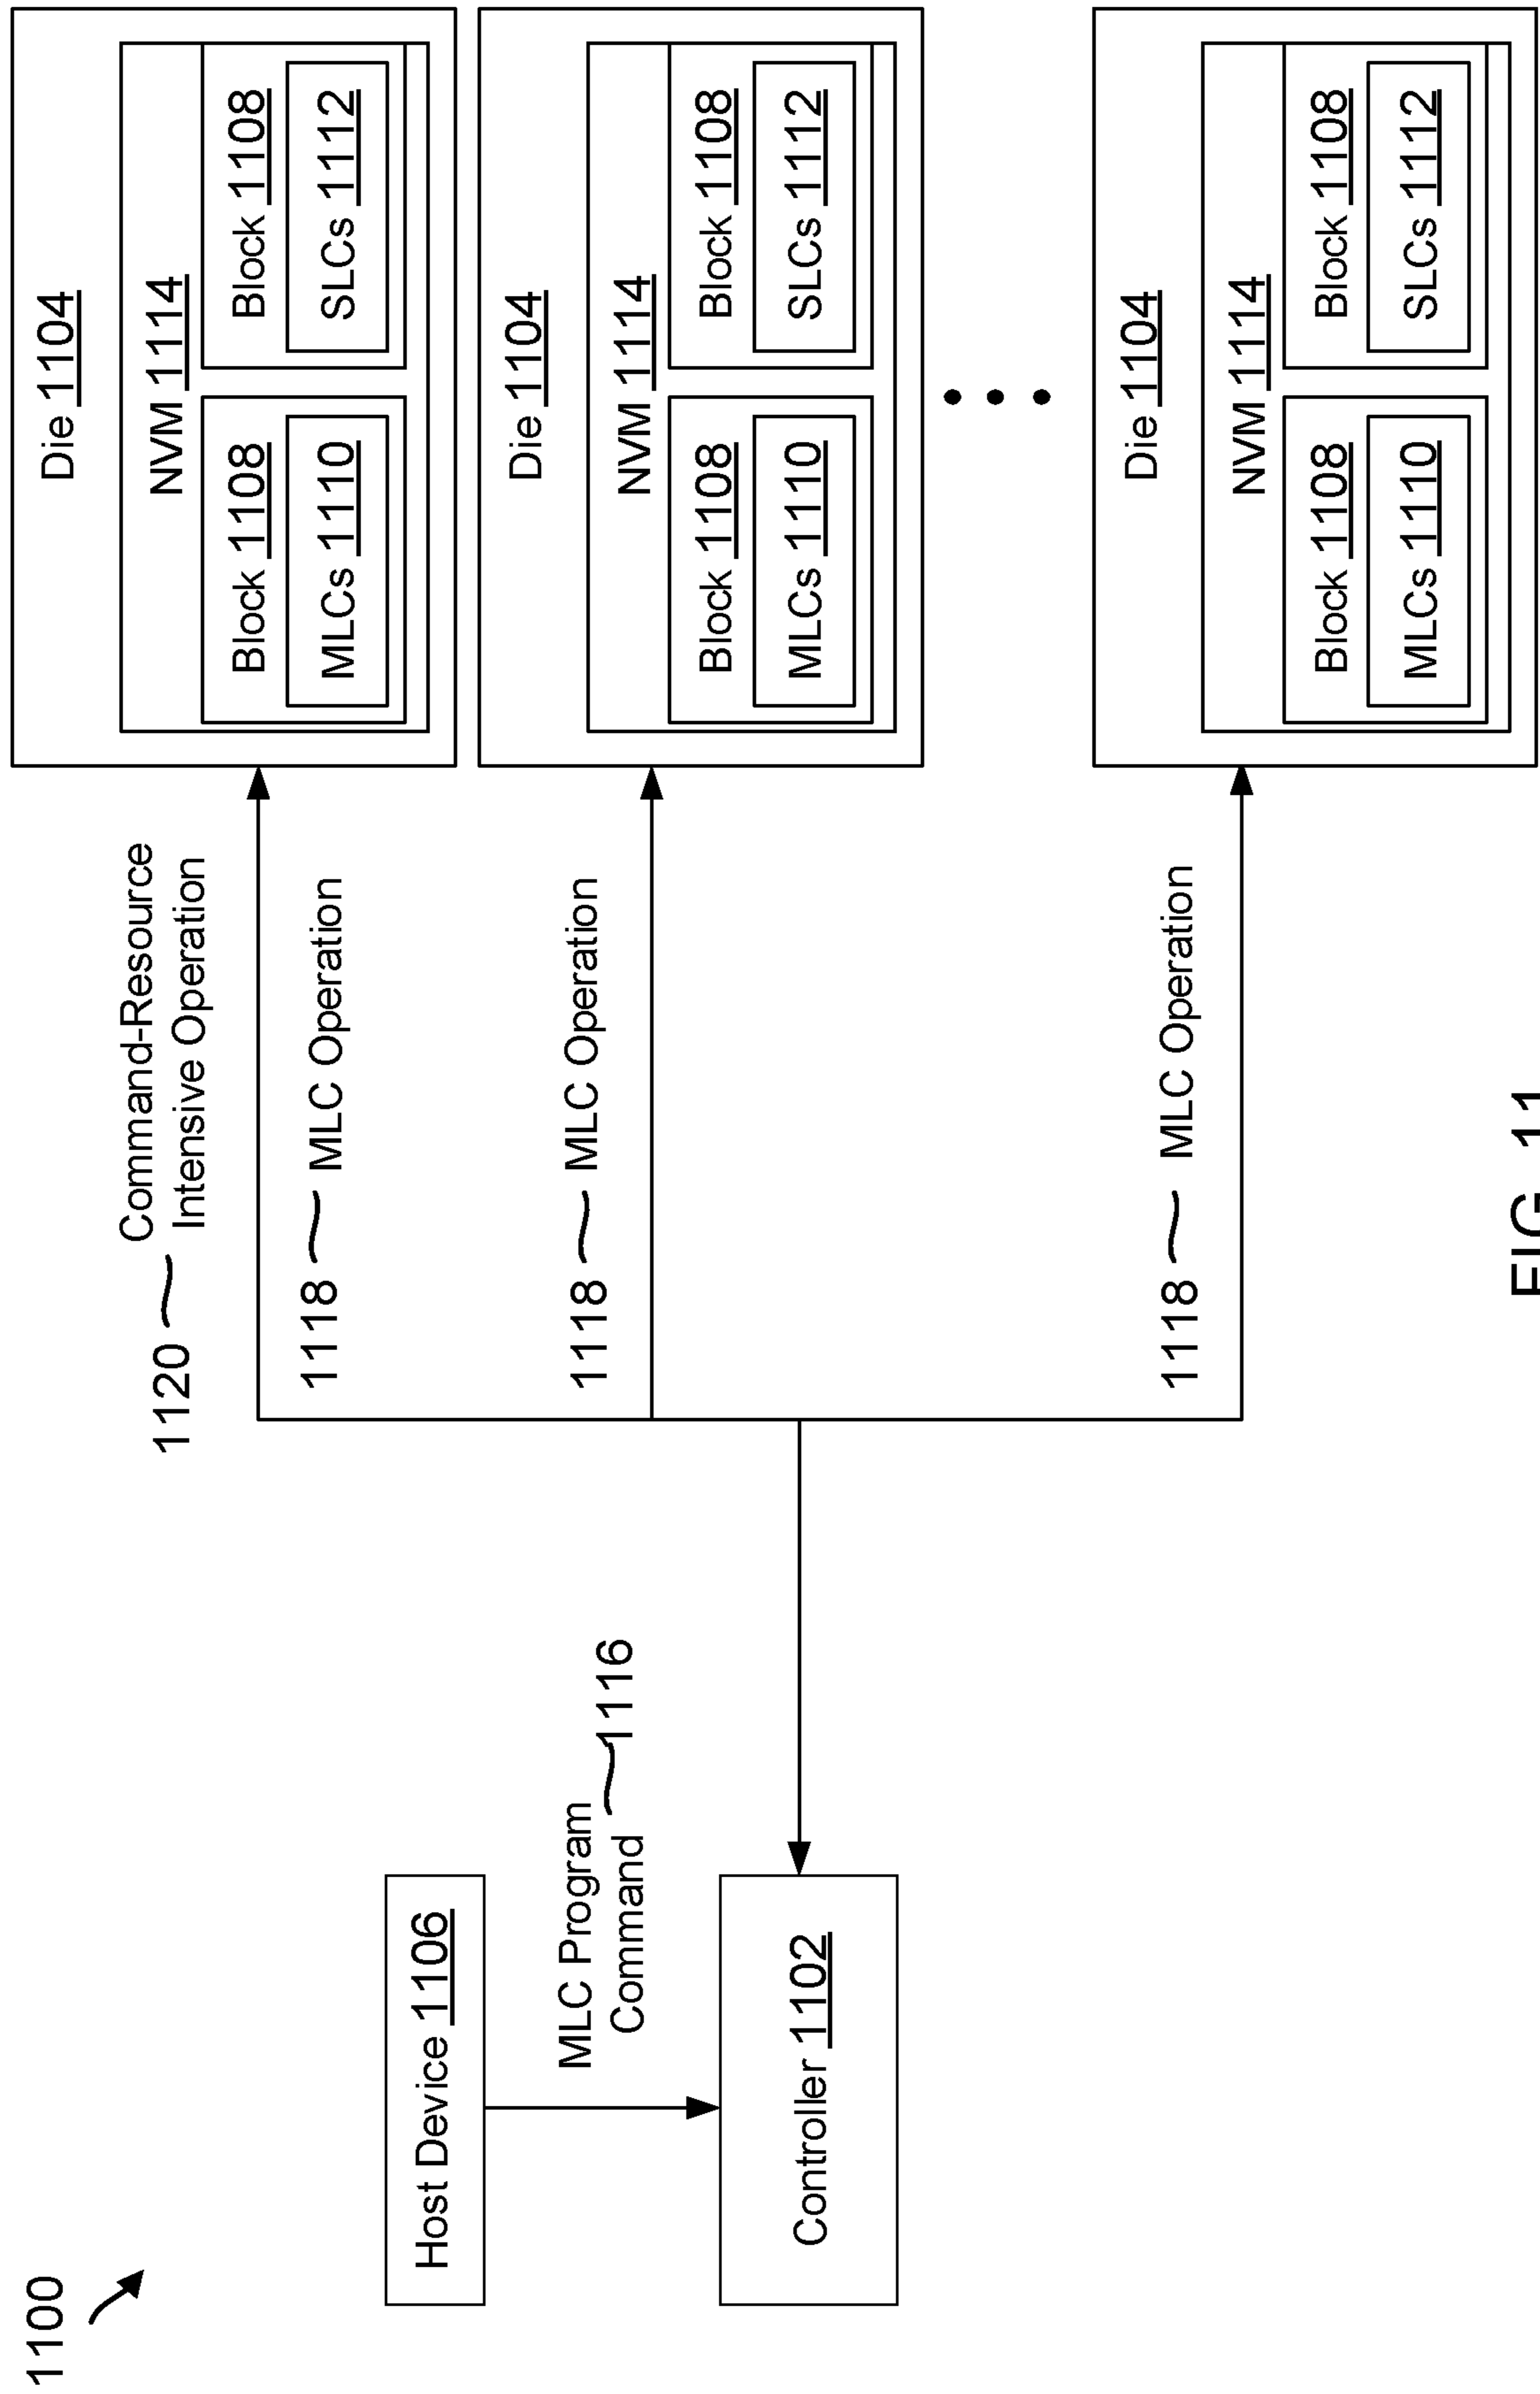 1100
Host Device 1106
MLC Program
Command
1116
Controller 1102
1120
Command-Resource
Intensive Operation
1118
MLC Operation
1118
MLC Operation
1118
MLC Operation
Die 1104
NVM 1114
Block 1108
MLCs 1110
Block 1108
SLCs 1112
Die 1104
NVM 1114
Block 1108
MLCs 1110
Block 1108
SLCs 1112
Die 1104
NVM 1114
Block 1108
MLCs 1110
Block 1108
SLCs 1112
FIG. 11